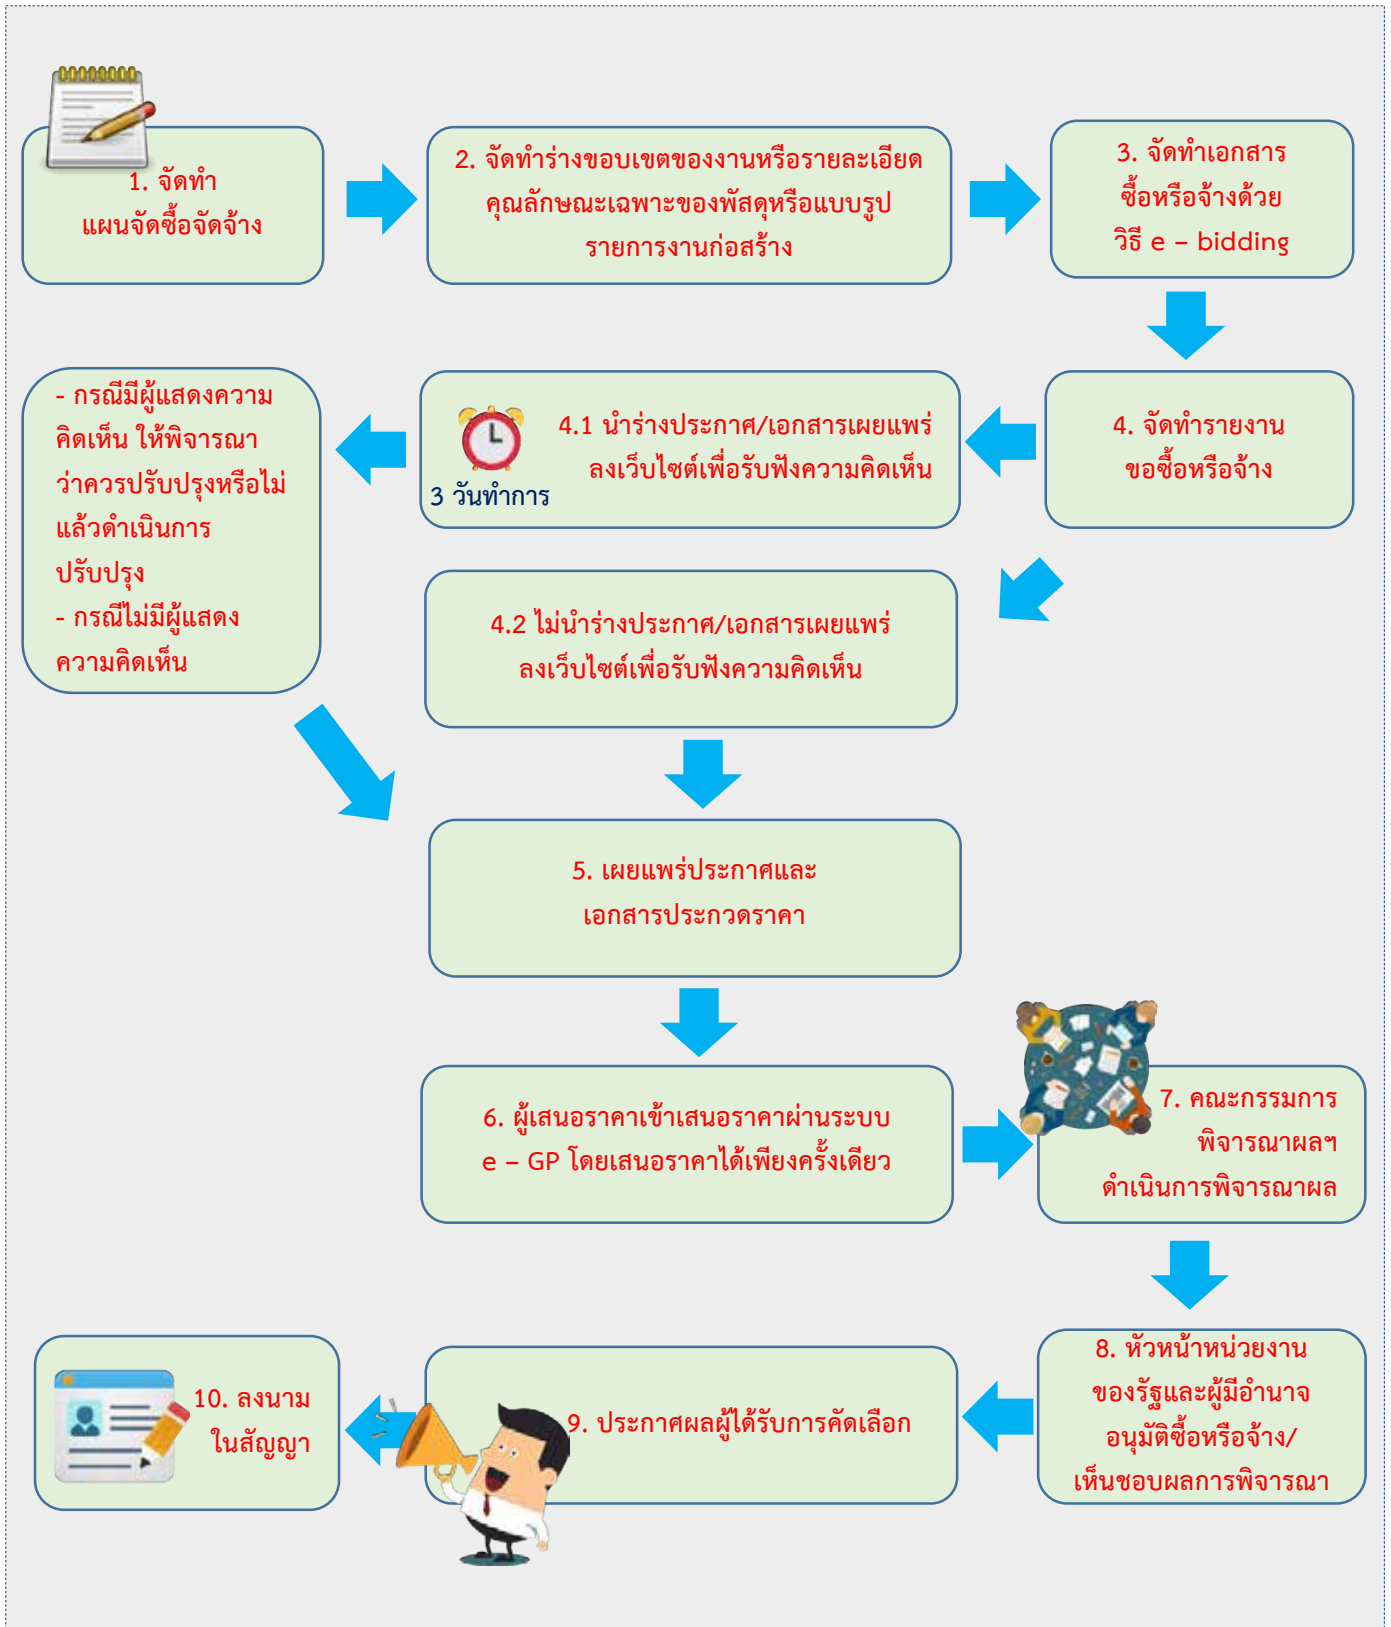 1. จัดทำ
แผนจัดซื้อจัดจ้าง
2. จัดทำร่างขอบเขตของงานหรือรายละเอียด
คุณลักษณะเฉพาะของพัสดุหรือแบบรูป
รายการงานก่อสร้าง
3. จัดทำเอกสาร
ซื้อหรือจ้างด้วย
วิธี e – bidding
4. จัดทำรายงาน
ขอซื้อหรือจ้าง
4.1 นำร่างประกาศ/เอกสารเผยแพร่
ลงเว็บไซต์เพื่อรับฟังความคิดเห็น
3 วันทำการ
- กรณีมีผู้แสดงความ
คิดเห็น ให้พิจารณา
ว่าควรปรับปรุงหรือไม่
แล้วดำเนินการ
ปรับปรุง
- กรณีไม่มีผู้แสดง
ความคิดเห็น
4.2 ไม่นำร่างประกาศ/เอกสารเผยแพร่
ลงเว็บไซต์เพื่อรับฟังความคิดเห็น
5. เผยแพร่ประกาศและ
เอกสารประกวดราคา
6. ผู้เสนอราคาเข้าเสนอราคาผ่านระบบ
e – GP โดยเสนอราคาได้เพียงครั้งเดียว
7. คณะกรรมการ
พิจารณาผลฯ
ดำเนินการพิจารณาผล
8. หัวหน้าหน่วยงาน
ของรัฐและผู้มีอำนาจ
อนุมัติซื้อหรือจ้าง/
เห็นชอบผลการพิจารณา
9. ประกาศผลผู้ได้รับการคัดเลือก
10. ลงนาม
ในสัญญา